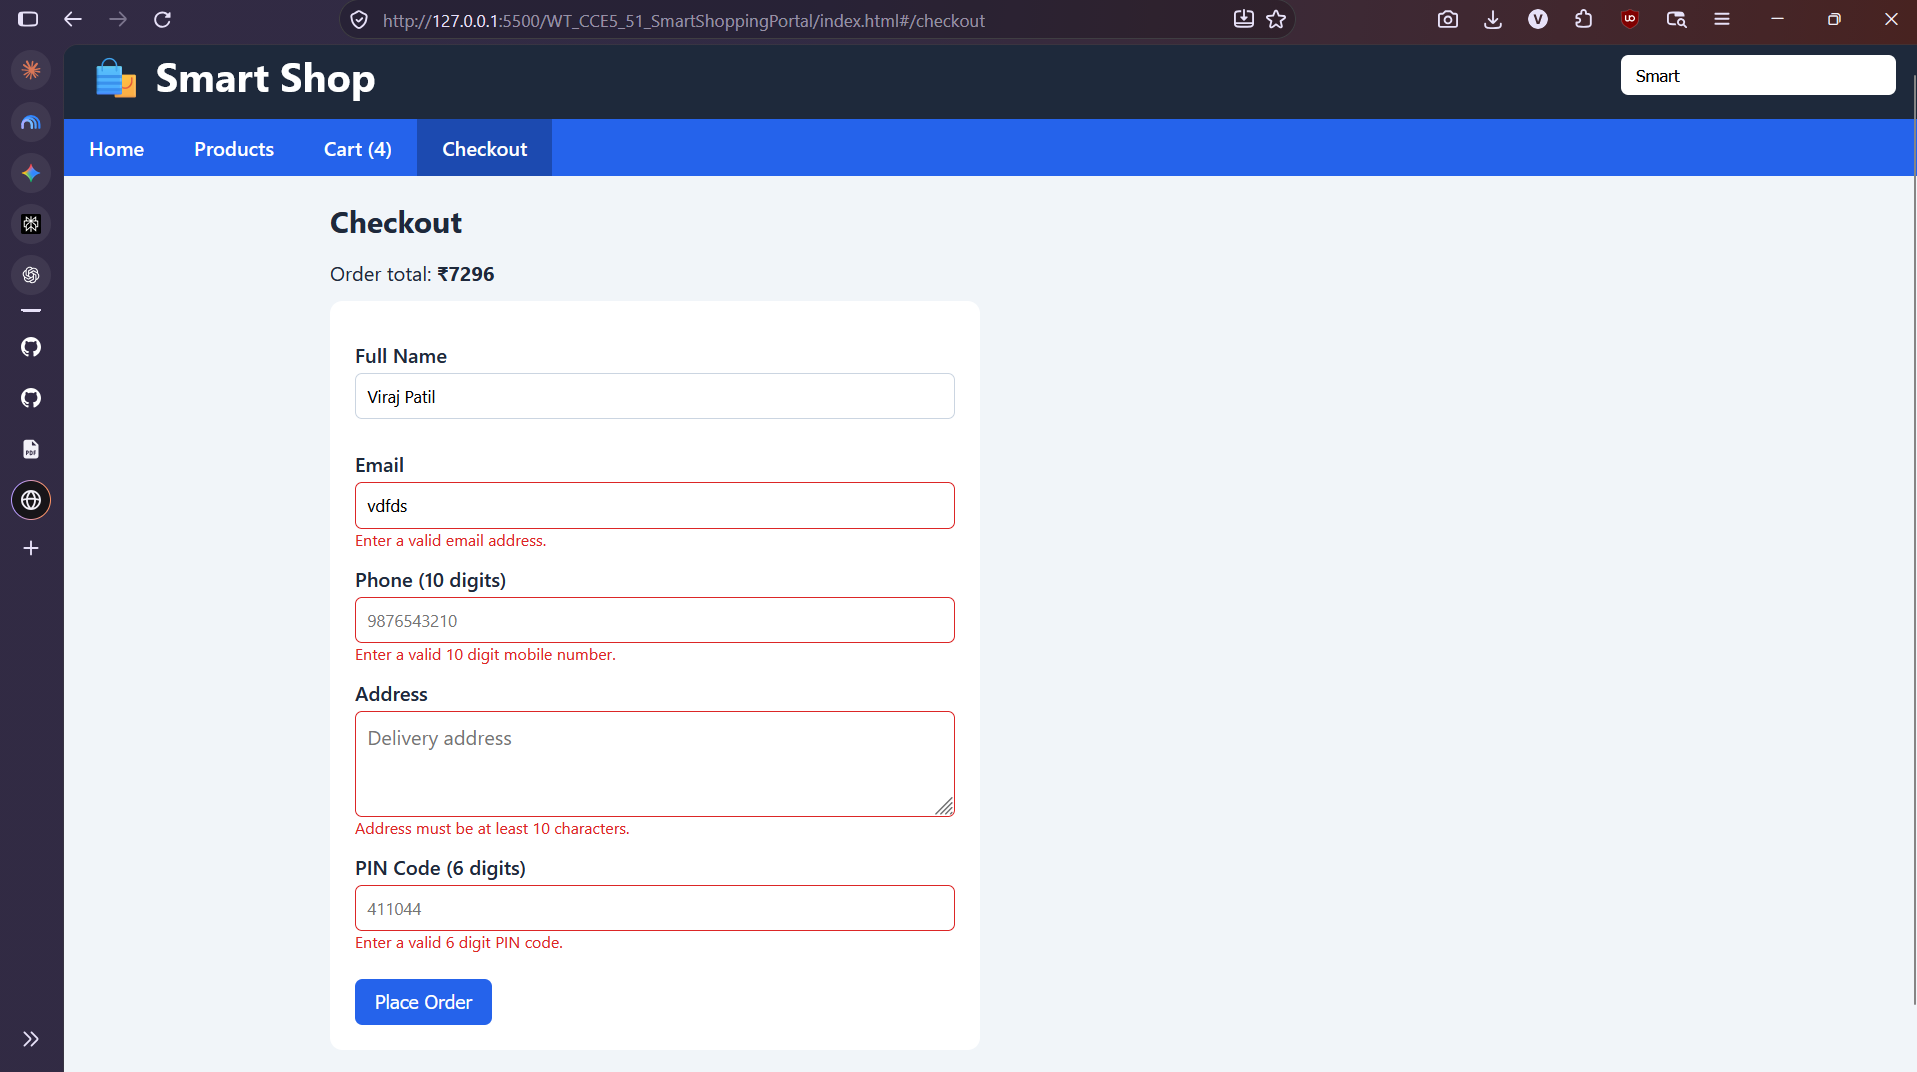 http://127.0.0.1:5500/WT_CCE5_51_SmartShoppingPortal/index.html#/checkout
V
UO
Smart Shop
Smart
Home
Products
Cart (4)
Checkout
Checkout
Order total: ₹7296
Full Name
Viraj Patil
Email
vdfds
Enter a valid email address.
Phone (10 digits)
9876543210
Enter a valid 10 digit mobile number.
Address
Delivery address
Address must be at least 10 characters.
PIN Code (6 digits)
411044
Enter a valid 6 digit PIN code.
Place Order
PDF